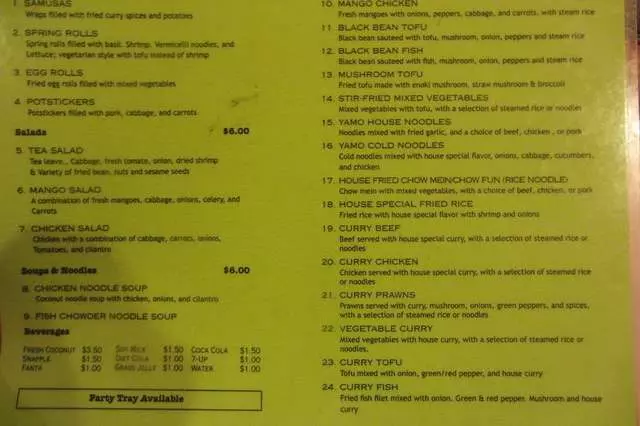 1. SAMUSAS
Wraps filled with fried curry spices and potatoes
2. SPRING ROLLS
Spring rolls filled with basil. Shrimp, Vermicelli noodles, and
Lettuce; vegetarian style with tofu instead of shrimp
3. EGG ROLLS
Fried egg rolls filled with mixed vegetables
4. POTSTICKERS
Potstickers filled with pork, cabbage, and carrots
Salads $6.00
5. TEA SALAD
Tea leave., Cabbage, fresh tomato, onion, dried shrimp
& Variety of fried bean, nuts and sesame seeds
6. MANGO SALAD
A combination of fresh mangoes, cabbage, onions, celery, and
Carrots
7. CHICKEN SALAD
Chicken with a combination of cabbage, carrots, onions,
Tomatoes, and cilantro
Soups & Noodles $6.00
8. CHICKEN NOODLE SOUP
Coconut noodle soup with chicken, onions, and cilantro
9. FISH CHOWDER NOODLE SOUP
Beverages
FRESH COCONUT $3.50 SOY MILK $1.50 COCA COLA $1.50
SNAPPLE $1.50 DIET COLA $1.00 7-UP $1.00
FANTA $1.00 GRASS JELLY $1.00 WATER $1.00
Party Tray Available
10. MANGO CHICKEN
Fresh mangoes with onions, peppers, cabbage, and carrots, with steam rice
11. BLACK BEAN TOFU
Black bean sauteed with tofu, mushroom, onion, peppers and steam rice
12. BLACK BEAN FISH
Black bean sauteed with fish, mushroom, onion, peppers and steam rice
13. MUSHROOM TOFU
Fried tofu made with enoki mushroom, straw mushroom & broccoli
14. STIR-FRIED MIXED VEGETABLES
Mixed vegetables with tofu, with a selection of steamed rice or noodles
15. YAMO HOUSE NOODLES
Noodles mixed with fried garlic, and a choice of beef, chicken, or pork
16. YAMO COLD NOODLES
Cold noodles mixed with house special flavor, onions, cabbage, cucumbers,
and chicken
17. HOUSE FRIED CHOW MEIN/CHOW FUN (RICE NOODLE)
Chow mein with mixed vegetables, with a choice of beef, chicken, or pork
18. HOUSE SPECIAL FRIED RICE
Fried rice with house special flavor with shrimp and onions
19. CURRY BEEF
Beef served with house special curry, with a selection of steamed rice or
noodles
20. CURRY CHICKEN
Chicken served with house special curry, with a selection of steamed rice
or noodles
21. CURRY PRAWNS
Prawns served with curry, mushroom, onions, green peppers, and spices,
with a selection of steamed rice or noodles
22. VEGETABLE CURRY
Mixed vegetables with house curry, with a selection of steamed rice or
noodles,
23. CURRY TOFU
Tofu mixed with onion, green/red pepper, and house curry
24. CURRY FISH
Fried fish filet mixed with onion. Green & red pepper. Mushroom and house
curry